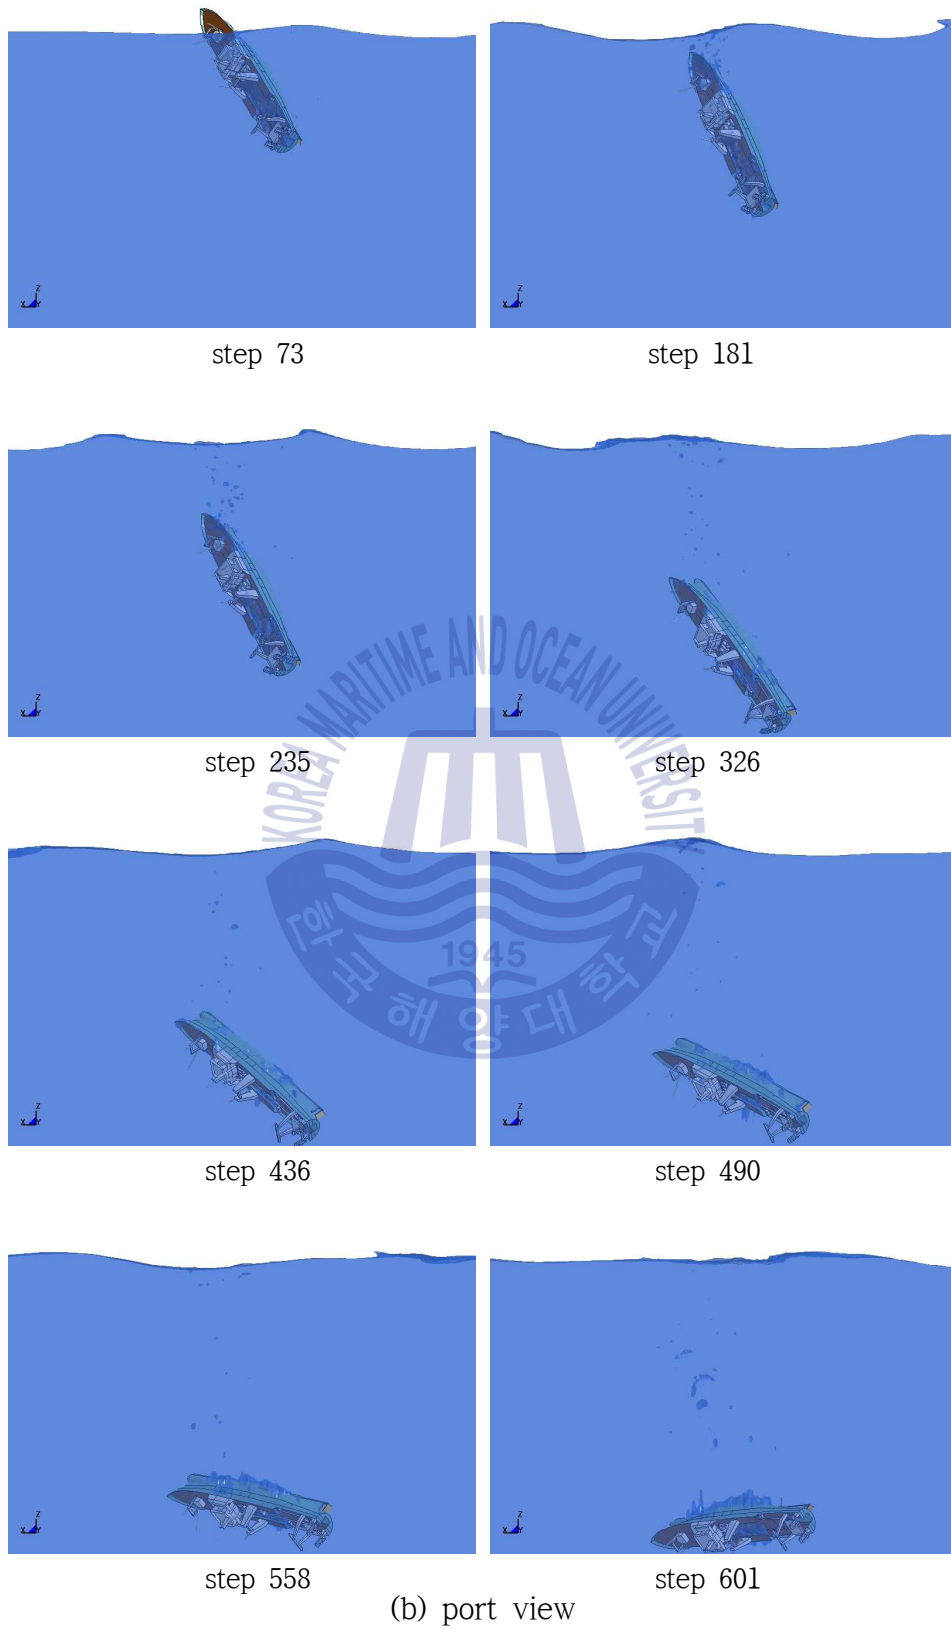 Z
X Y
Z
X Y
step 73
step 181
Z
X Y
Z
X Y
step 235
step 326
KOREA MARITIME AND OCEAN UNIVERSITY
1945
한국해양대학교
Z
X Y
Z
X Y
step 436
step 490
Z
X Y
Z
X Y
step 558
step 601
(b) port view